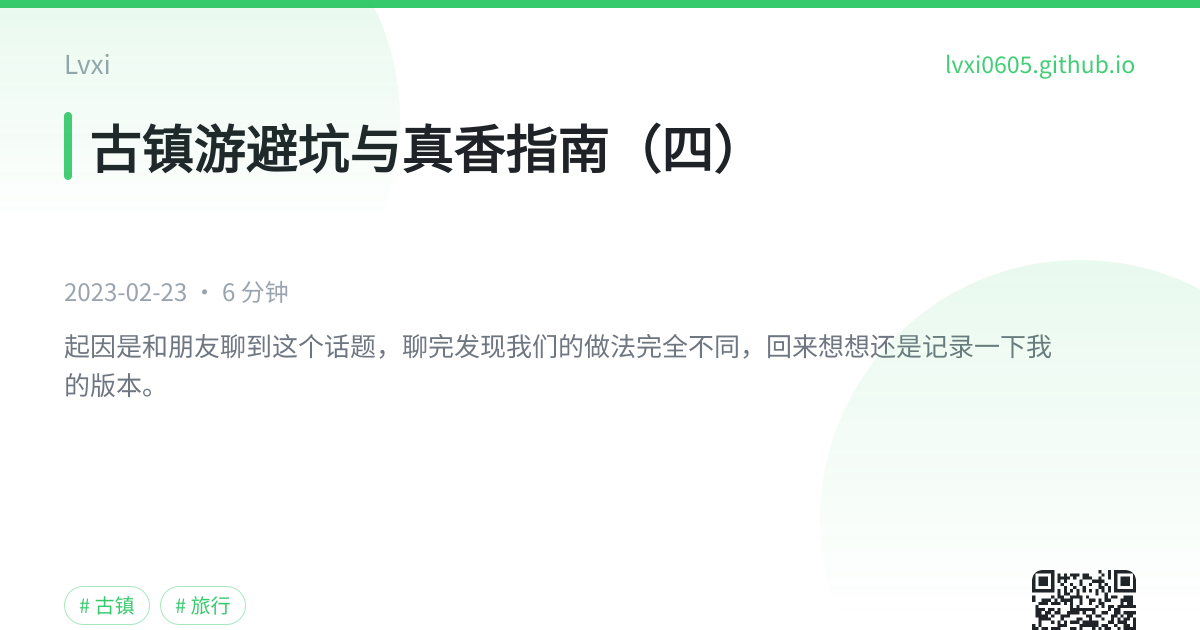 Lvxi
lvxi0605.github.io
古镇游避坑与真香指南（四）
2023-02-23 · 6 分钟
起因是和朋友聊到这个话题，聊完发现我们的做法完全不同，回来想想还是记录一下我
的版本。
# 古镇
# 旅行